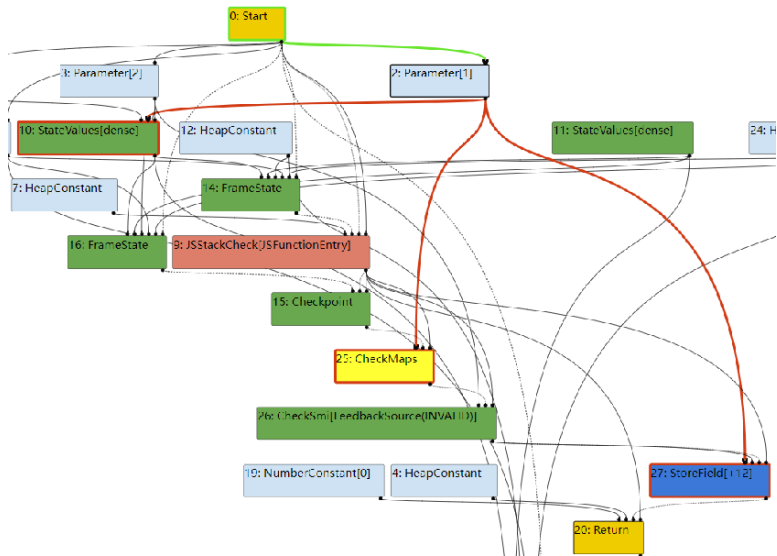 0: Start
3: Parameter[2]
2: Parameter[1]
10: StateValues[dense]
12: HeapConstant
11: StateValues[dense]
24: H
7: HeapConstant
14: FrameState
16: FrameState
9: JSStackCheck[JSFunctionEntry]
15: Checkpoint
25: CheckMaps
26: CheckSmi[FeedbackSource(INVALID)]
19: NumberConstant[0]
4: HeapConstant
27: StoreField[+12]
20: Return